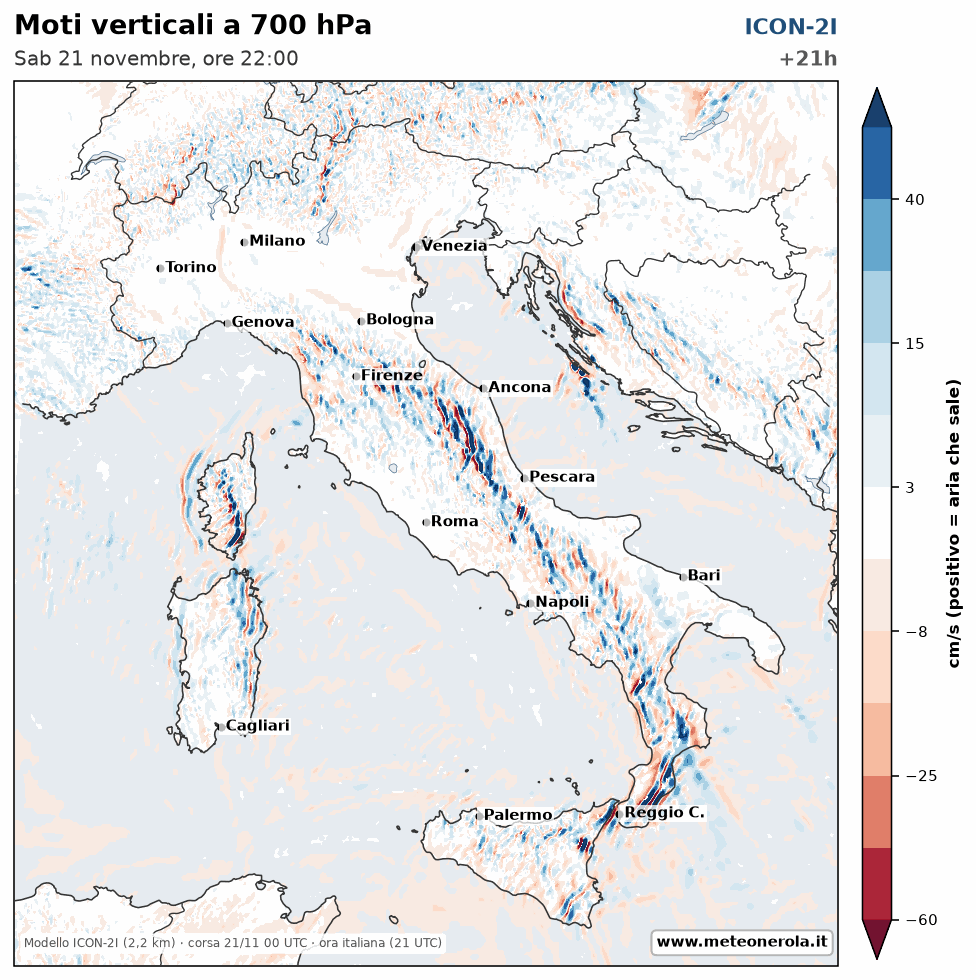 Moti verticali a 700 hPa
ICON-2I
Sab 21 novembre, ore 22:00
+21h
Milano
Venezia
Torino
Genova
Bologna
Firenze
Ancona
Pescara
Roma
Bari
Napoli
Cagliari
Palermo
Reggio C.
40
15
3
−8
−25
−60
cm/s (positivo = aria che sale)
Modello ICON-2I (2,2 km) · corsa 21/11 00 UTC · ora italiana (21 UTC)
www.meteonerola.it